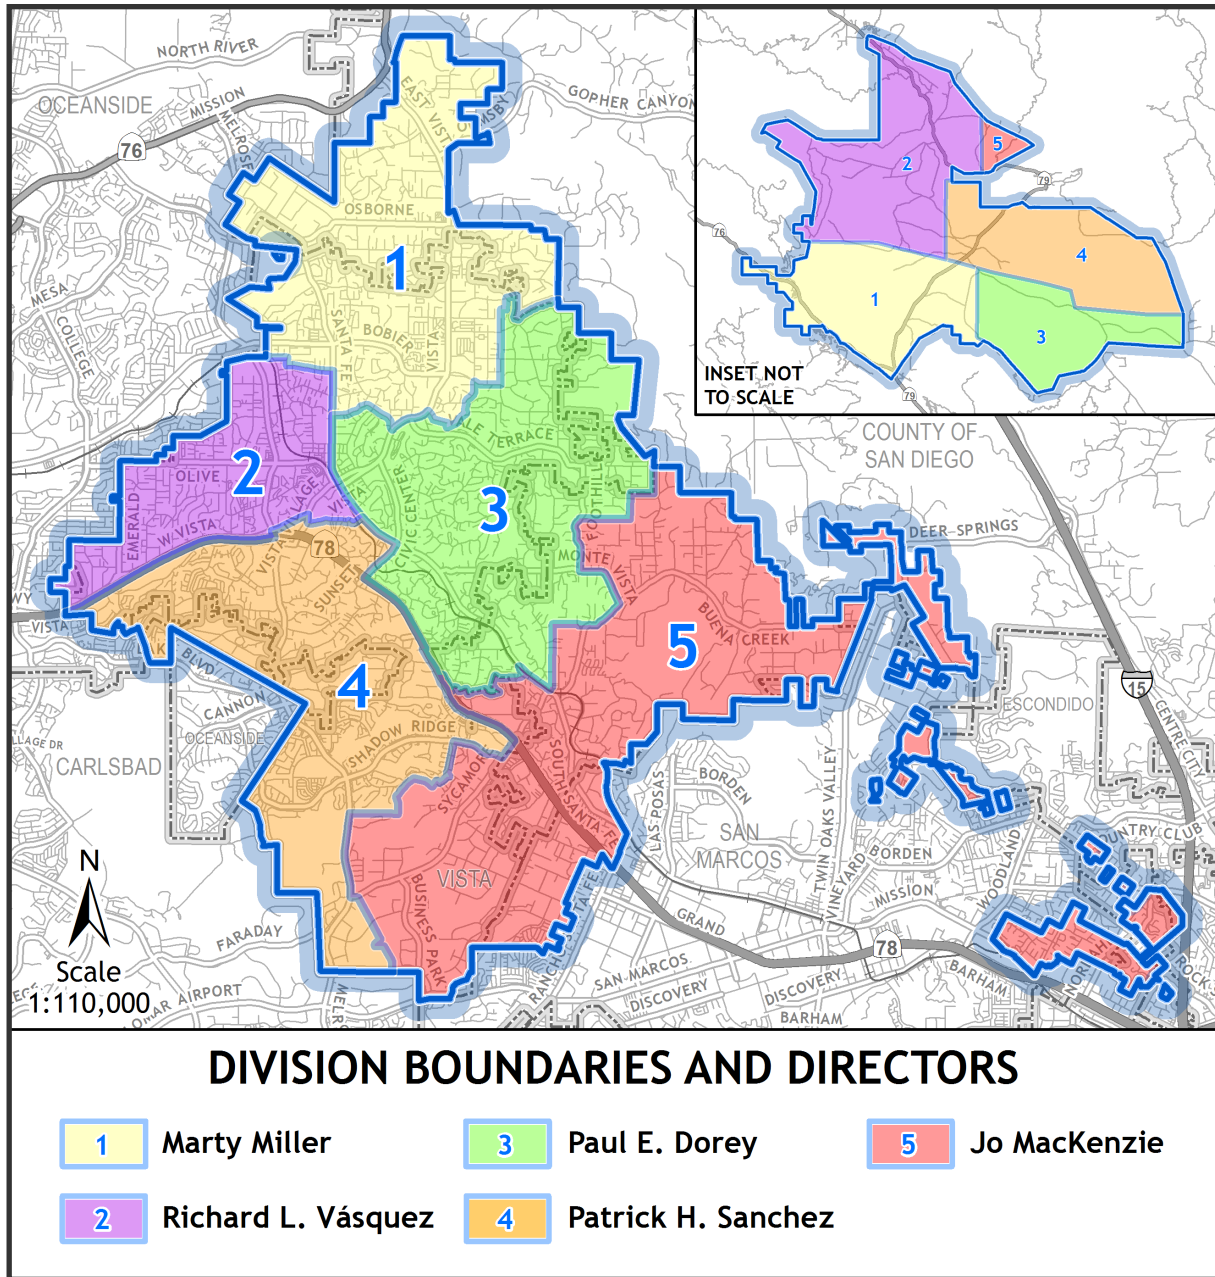 NORTH RIVER
OCEANSIDE
MISSION
MELROSE
76
EAST VISTA
GOPHER CANYON
OSBORNE
1
MESA
COLLEGE
SANTA FE
BOBIER
VISTA
2
5
79
76
4
1
3
INSET NOT
TO SCALE
79
COUNTY OF
SAN DIEGO
TERRACE
OLIVE
2
EMERALD
W VISTA
VISTA VILLAGE
VISTA
CIVIC CENTER
3
FOOTHILL
78
SUNSET
MONTE VISTA
DEER SPRINGS
BUENA CREEK
5
WY
VISTA
BLVD
CANNON
OCEANSIDE
4
SHADOW RIDGE
SYCAMORE
15
ESCONDIDO
CENTRE CITY
LLAGE DR
CARLSBAD
SOUTH SANTA FE
LAS POSAS
BORDEN
SAN
MARCOS
TWIN OAKS VALLEY
VINEYARD
BORDEN
MISSION
WOODLAND
COUNTRY CLUB
N
VISTA
BUSINESS PARK
FARADAY
GRAND
78
BARHAM
Scale
1:110,000
SAN MARCOS
DISCOVERY
DISCOVERY
BARHAM
AIRPORT
RANCHO SANTA FE
DIVISION BOUNDARIES AND DIRECTORS
1 Marty Miller
3 Paul E. Dorey
5 Jo MacKenzie
2 Richard L. Vásquez
4 Patrick H. Sanchez